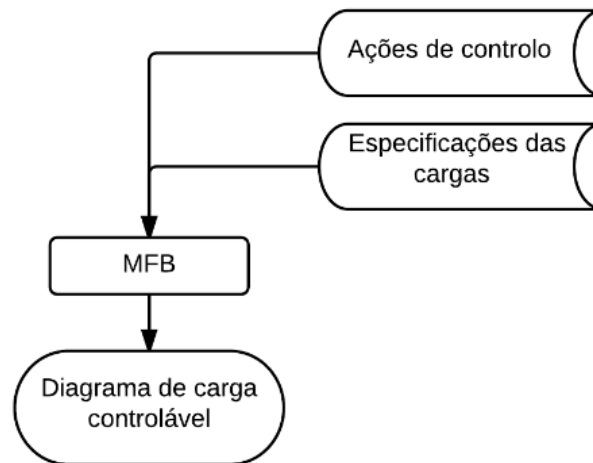 Ações de controlo
Especificações das
cargas
MFB
Diagrama de carga
controlável